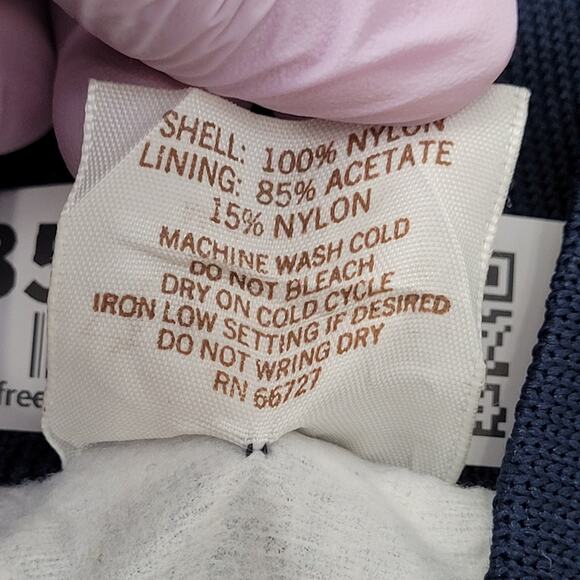 SHELL: 100% NYLON
LINING: 85% ACETATE
15% NYLON
MACHINE WASH COLD
DO NOT BLEACH
DRY ON COLD CYCLE
IRON LOW SETTING IF DESIRED
DO NOT WRING DRY
RN 66727
free